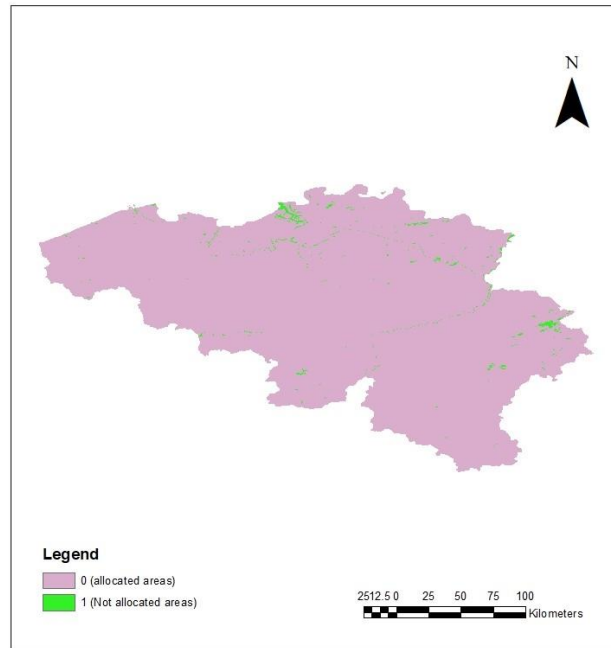 N
Legend
0 (allocated areas)
1 (Not allocated areas)
2512.5 0 25 50 75 100
Kilometers